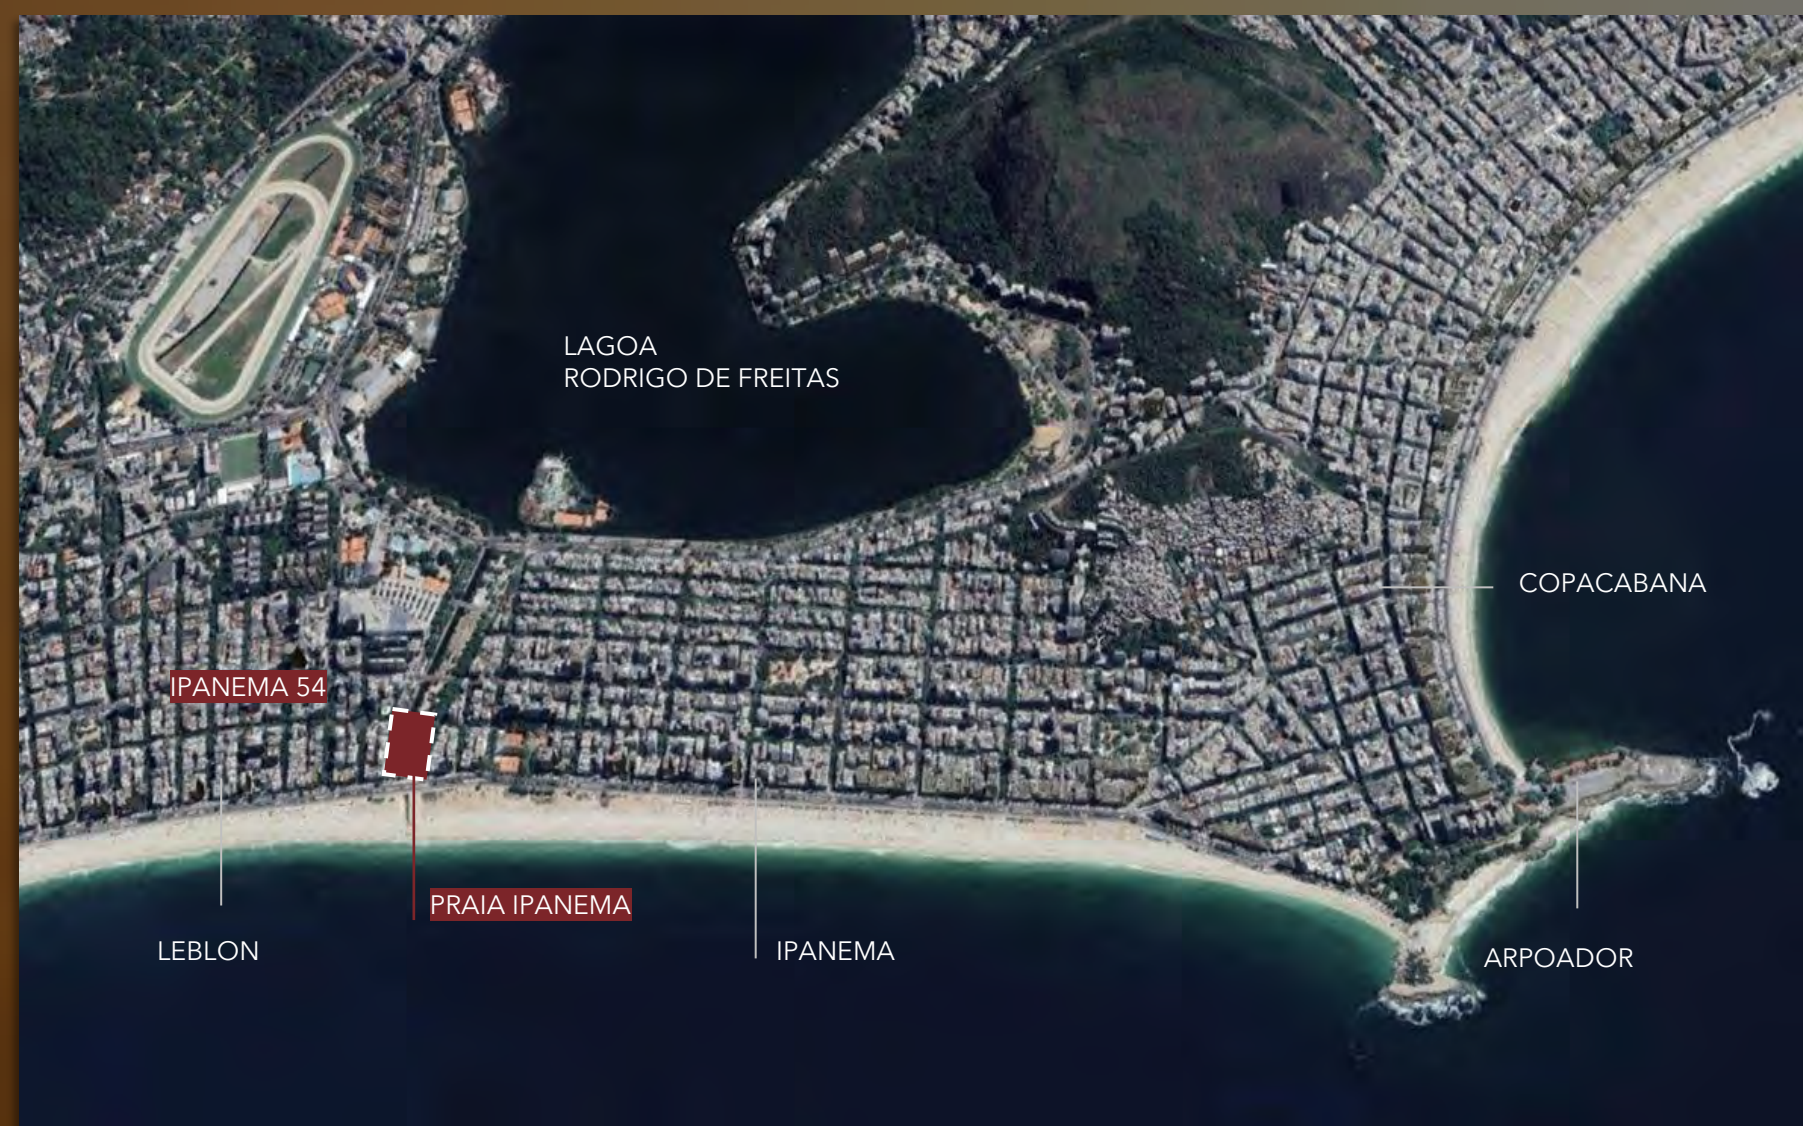 LAGOA
RODRIGO DE FREITAS
COPACABANA
IPANEMA 54
PRAIA IPANEMA
LEBLON
IPANEMA
ARPOADOR